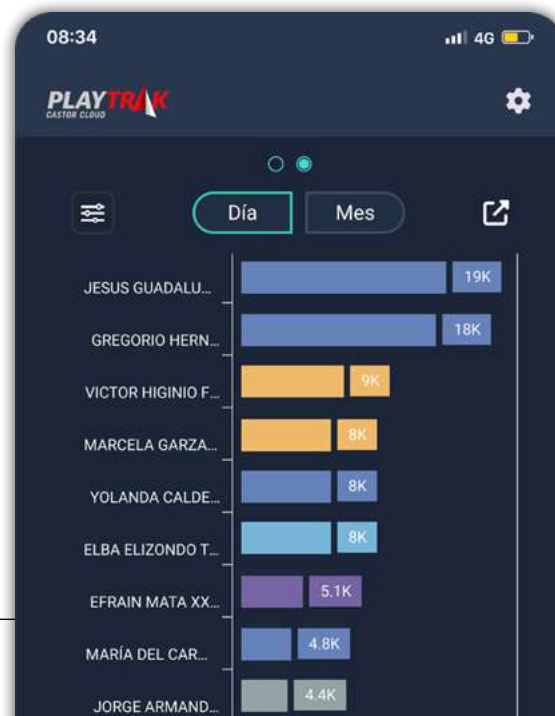 08:34 4G
PLAYTRAK
CASTOR CLOUD
Día Mes
JESUS GUADALU... 19K
GREGORIO HERN... 18K
VICTOR HIGINIO F... 9K
MARCELA GARZA... 8K
YOLANDA CALDE... 8K
ELBA ELIZONDO T... 8K
EFRAIN MATA XX... 5.1K
MARÍA DEL CAR... 4.8K
JORGE ARMAND... 4.4K